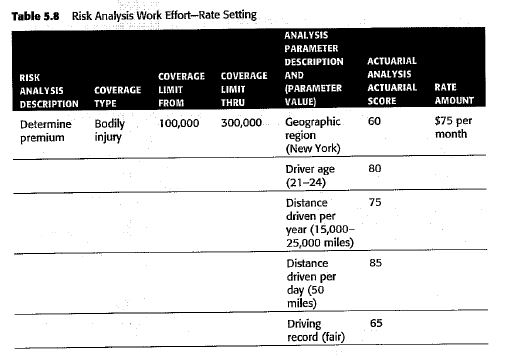 Table 5.8 Risk Analysis Work Effort–Rate Setting
RISK ANALYSIS DESCRIPTION
COVERAGE TYPE
COVERAGE LIMIT FROM
COVERAGE LIMIT THRU
ANALYSIS PARAMETER DESCRIPTION AND (PARAMETER VALUE)
ACTUARIAL ANALYSIS ACTUARIAL SCORE
RATE AMOUNT
Determine premium
Bodily injury
100,000
300,000
Geographic region (New York)
60
$75 per month
Driver age (21–24)
80
Distance driven per year (15,000–25,000 miles)
75
Distance driven per day (50 miles)
85
Driving record (fair)
65